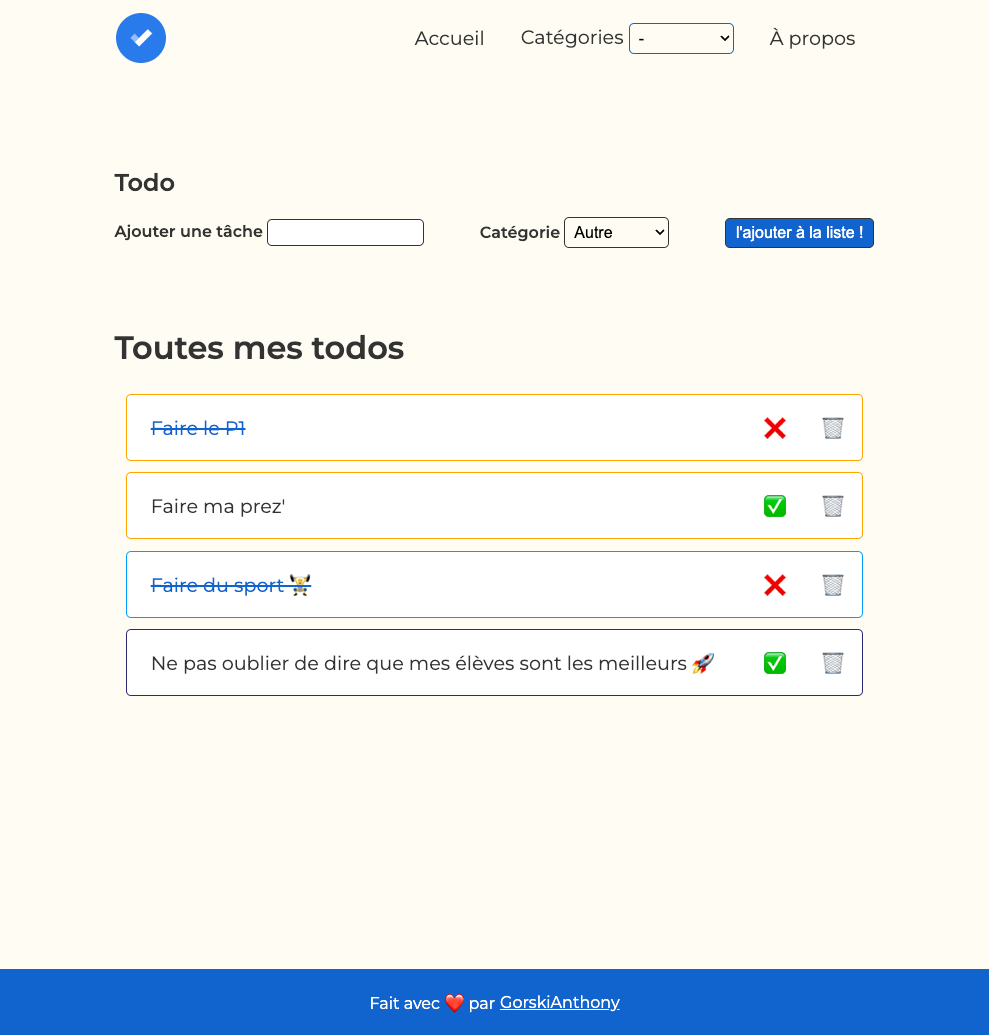 Accueil Catégories - À propos
Todo
Ajouter une tâche Catégorie Autre l'ajouter à la liste !
Toutes mes todos
Faire le P1
Faire ma prez'
Faire du sport 🏋️
Ne pas oublier de dire que mes élèves sont les meilleurs 🚀
Fait avec ❤️ par GorskiAnthony